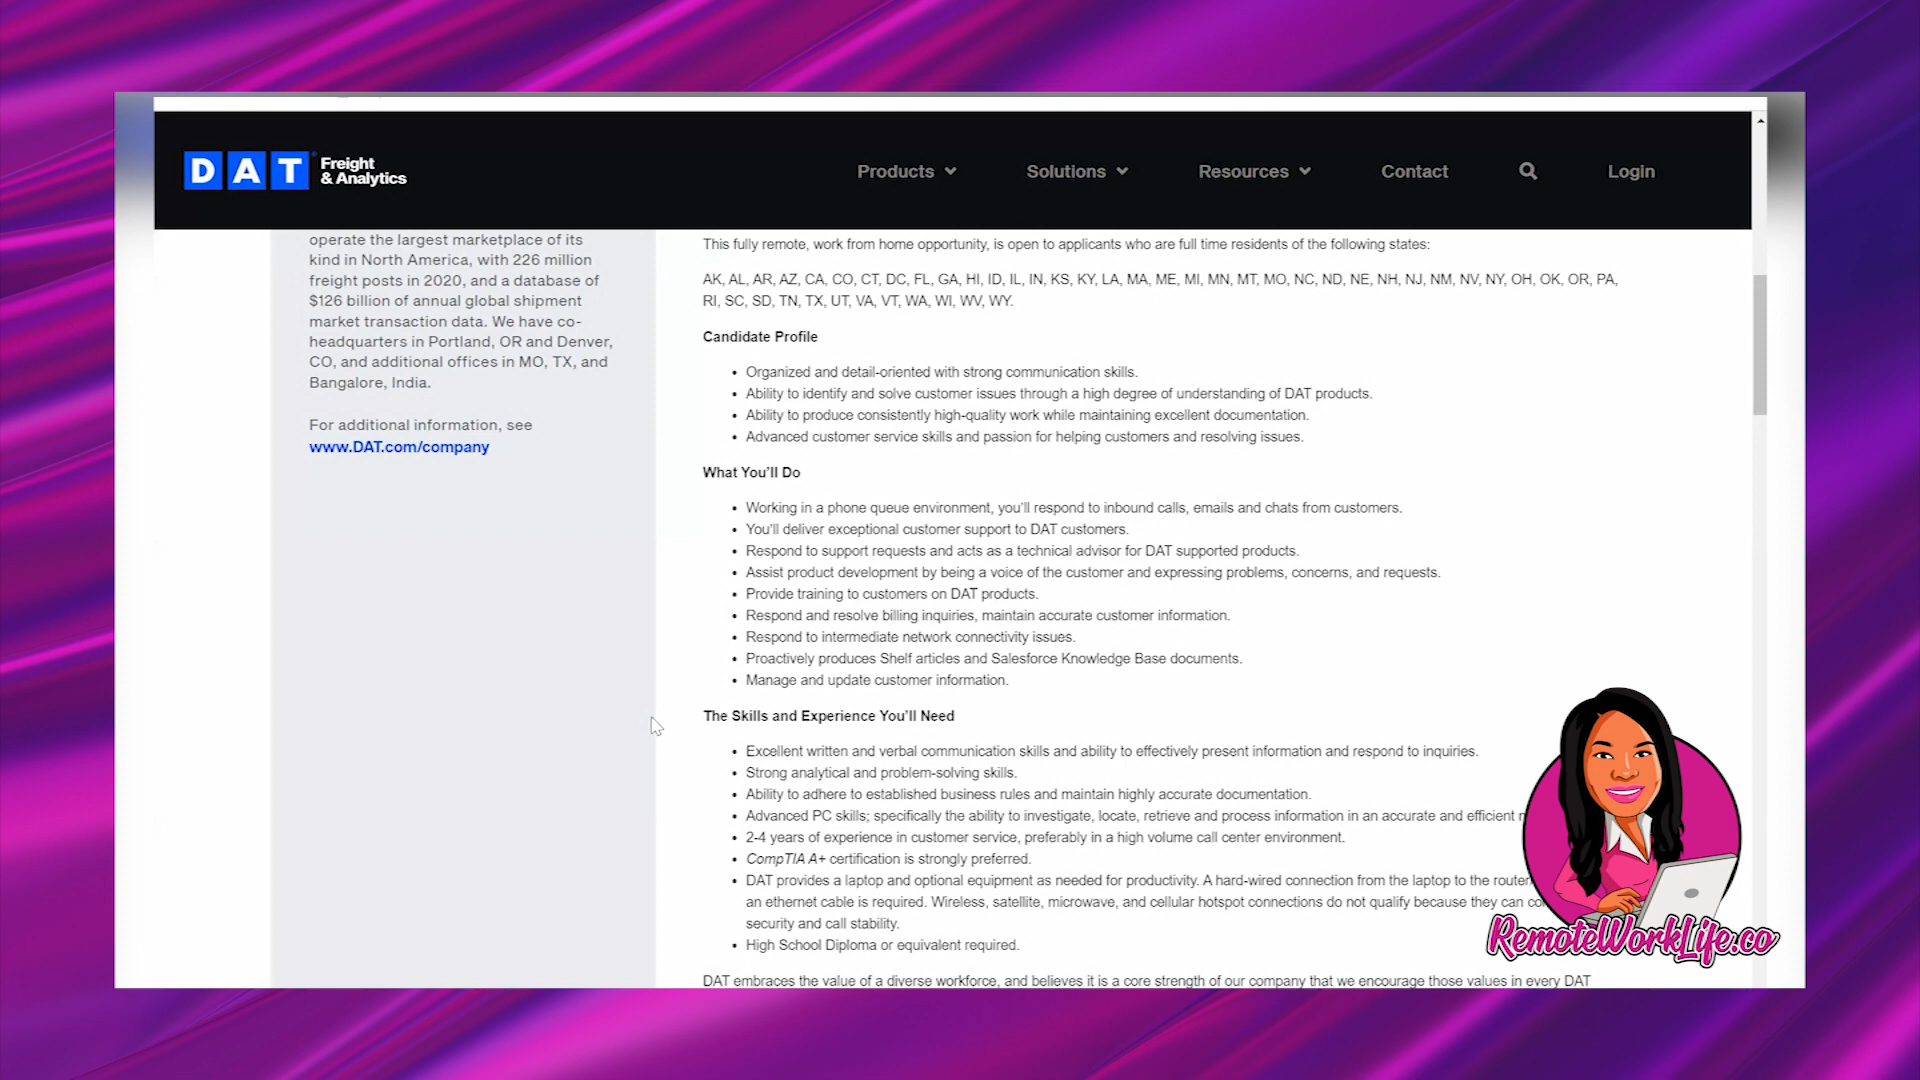 DAT Freight
& Analytics
Products
Solutions
Resources
Contact
Login
operate the largest marketplace of its
kind in North America, with 226 million
freight posts in 2020, and a database of
$126 billion of annual global shipment
market transaction data. We have co-
headquarters in Portland, OR and Denver,
CO, and additional offices in MO, TX, and
Bangalore, India.
For additional information, see
www.DAT.com/company
This fully remote, work from home opportunity, is open to applicants who are full time residents of the following states:
AK, AL, AR, AZ, CA, CO, CT, DC, FL, GA, HI, ID, IL, IN, KS, KY, LA, MA, ME, MI, MN, MT, MO, NC, ND, NE, NH, NJ, NM, NV, NY, OH, OK, OR, PA,
RI, SC, SD, TN, TX, UT, VA, VT, WA, WI, WV, WY.
Candidate Profile
• Organized and detail-oriented with strong communication skills.
• Ability to identify and solve customer issues through a high degree of understanding of DAT products.
• Ability to produce consistently high-quality work while maintaining excellent documentation.
• Advanced customer service skills and passion for helping customers and resolving issues.
What You'll Do
• Working in a phone queue environment, you'll respond to inbound calls, emails and chats from customers.
• You'll deliver exceptional customer support to DAT customers.
• Respond to support requests and acts as a technical advisor for DAT supported products.
• Assist product development by being a voice of the customer and expressing problems, concerns, and requests.
• Provide training to customers on DAT products.
• Respond and resolve billing inquiries, maintain accurate customer information.
• Respond to intermediate network connectivity issues.
• Proactively produces Shelf articles and Salesforce Knowledge Base documents.
• Manage and update customer information.
The Skills and Experience You'll Need
• Excellent written and verbal communication skills and ability to effectively present information and respond to inquiries.
• Strong analytical and problem-solving skills.
• Ability to adhere to established business rules and maintain highly accurate documentation.
• Advanced PC skills; specifically the ability to investigate, locate, retrieve and process information in an accurate and efficient
• 2-4 years of experience in customer service, preferably in a high volume call center environment.
• CompTIA A+ certification is strongly preferred.
• DAT provides a laptop and optional equipment as needed for productivity. A hard-wired connection from the laptop to the router
an ethernet cable is required. Wireless, satellite, microwave, and cellular hotspot connections do not qualify because they can
security and call stability.
• High School Diploma or equivalent required.
DAT embraces the value of a diverse workforce, and believes it is a core strength of our company that we encourage those values in every DAT
RemoteWorkLife.co